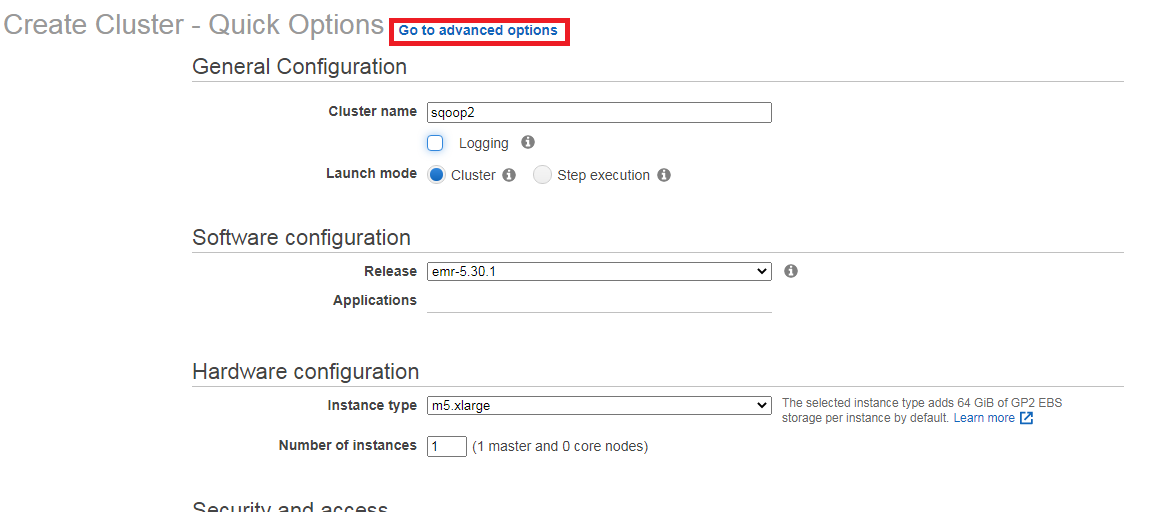 Create Cluster - Quick Options Go to advanced options
General Configuration
Cluster name sqoop2
Logging
Launch mode Cluster Step execution
Software configuration
Release emr-5.30.1
Applications
Hardware configuration
Instance type m5.xlarge The selected instance type adds 64 GiB of GP2 EBS
storage per instance by default. Learn more
Number of instances 1 (1 master and 0 core nodes)
Security and access